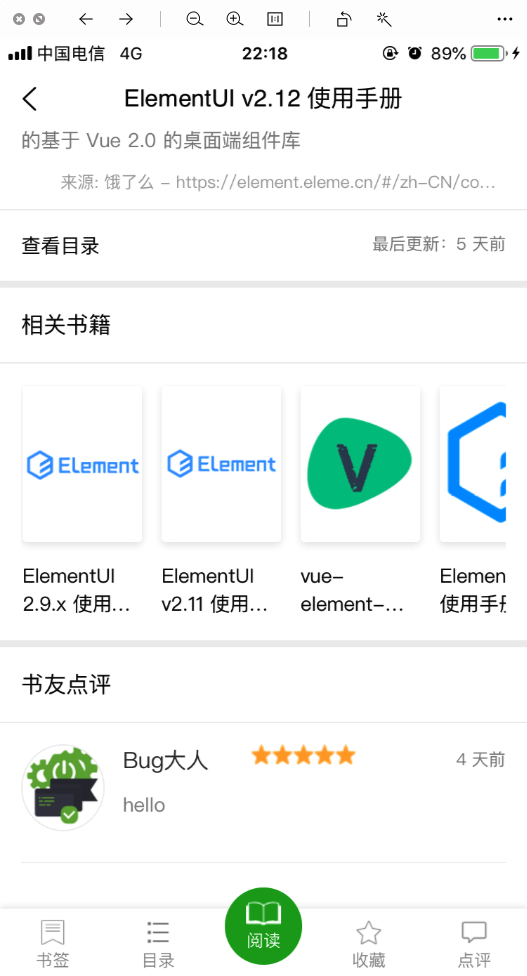 中国电信 4G 22:18 89%
ElementUI v2.12 使用手册
的基于 Vue 2.0 的桌面端组件库
来源: 饿了么 - https://element.eleme.cn/#/zh-CN/co...
查看目录 最后更新：5 天前
相关书籍
Element Element V
ElementUI ElementUI vue- Elemen
2.9.x 使用... v2.11 使用... element-... 使用手册
书友点评
Bug大人 4 天前
hello
书签 目录 阅读 收藏 点评